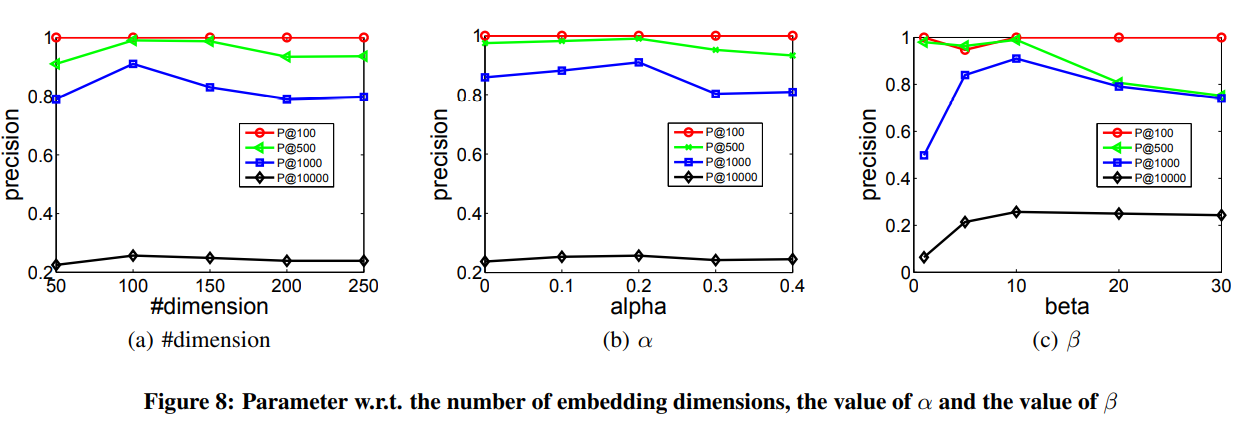 1
0.8
0.6
0.4
0.2
precision
50 100 150 200 250
#dimension
P@100
P@500
P@1000
P@10000
(a) #dimension
1
0.8
0.6
0.4
0.2
precision
0 0.1 0.2 0.3 0.4
alpha
P@100
P@500
P@1000
P@10000
(b) α
1
0.8
0.6
0.4
0.2
0
precision
0 10 20 30
beta
P@100
P@500
P@1000
P@10000
(c) β
Figure 8: Parameter w.r.t. the number of embedding dimensions, the value of α and the value of β